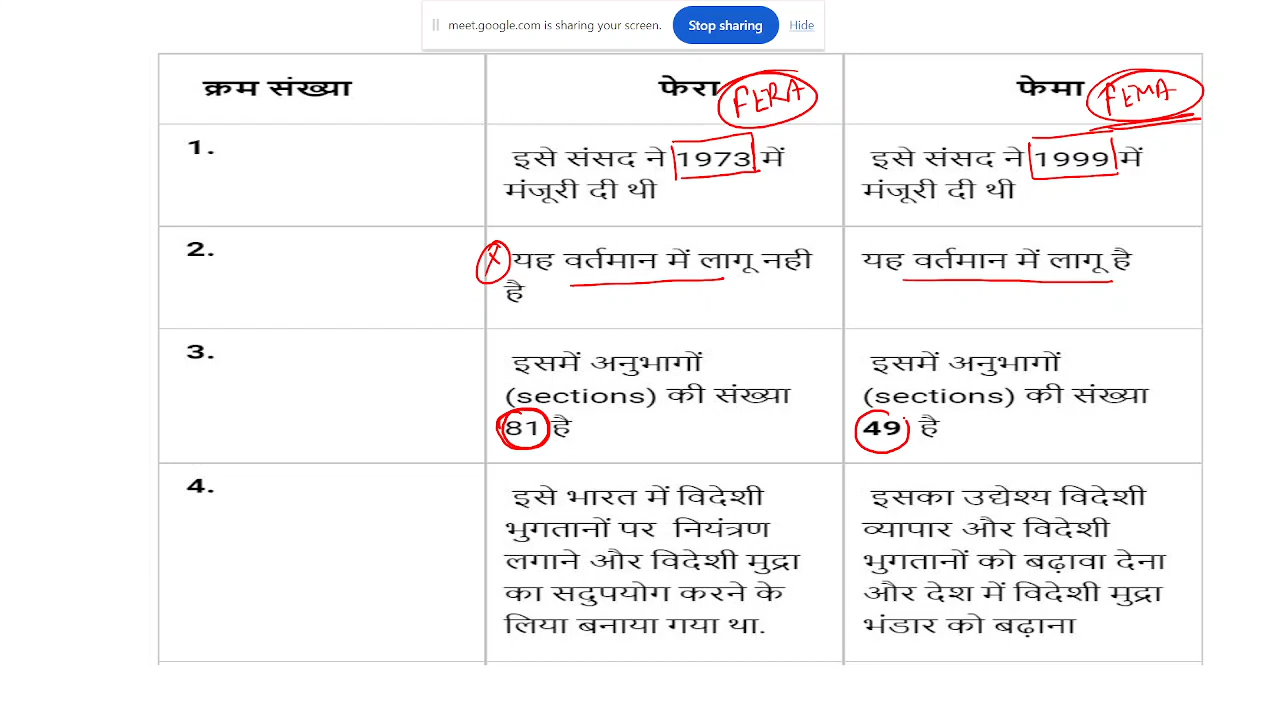 meet.google.com is sharing your screen. Stop sharing Hide
क्रम संख्या फेरा FERA फेमा FEMA
1. इसे संसद ने 1973 में इसे संसद ने 1999 में
मंजूरी दी थी मंजूरी दी थी
2. X यह वर्तमान में लागू नही यह वर्तमान में लागू है
है
3. इसमें अनुभागों इसमें अनुभागों
(sections) की संख्या (sections) की संख्या
81 है 49 है
4. इसे भारत में विदेशी इसका उद्येश्य विदेशी
भुगतानों पर नियंत्रण व्यापार और विदेशी
लगाने और विदेशी मुद्रा भुगतानों को बढ़ावा देना
का सदुपयोग करने के और देश में विदेशी मुद्रा
लिया बनाया गया था. भंडार को बढ़ाना